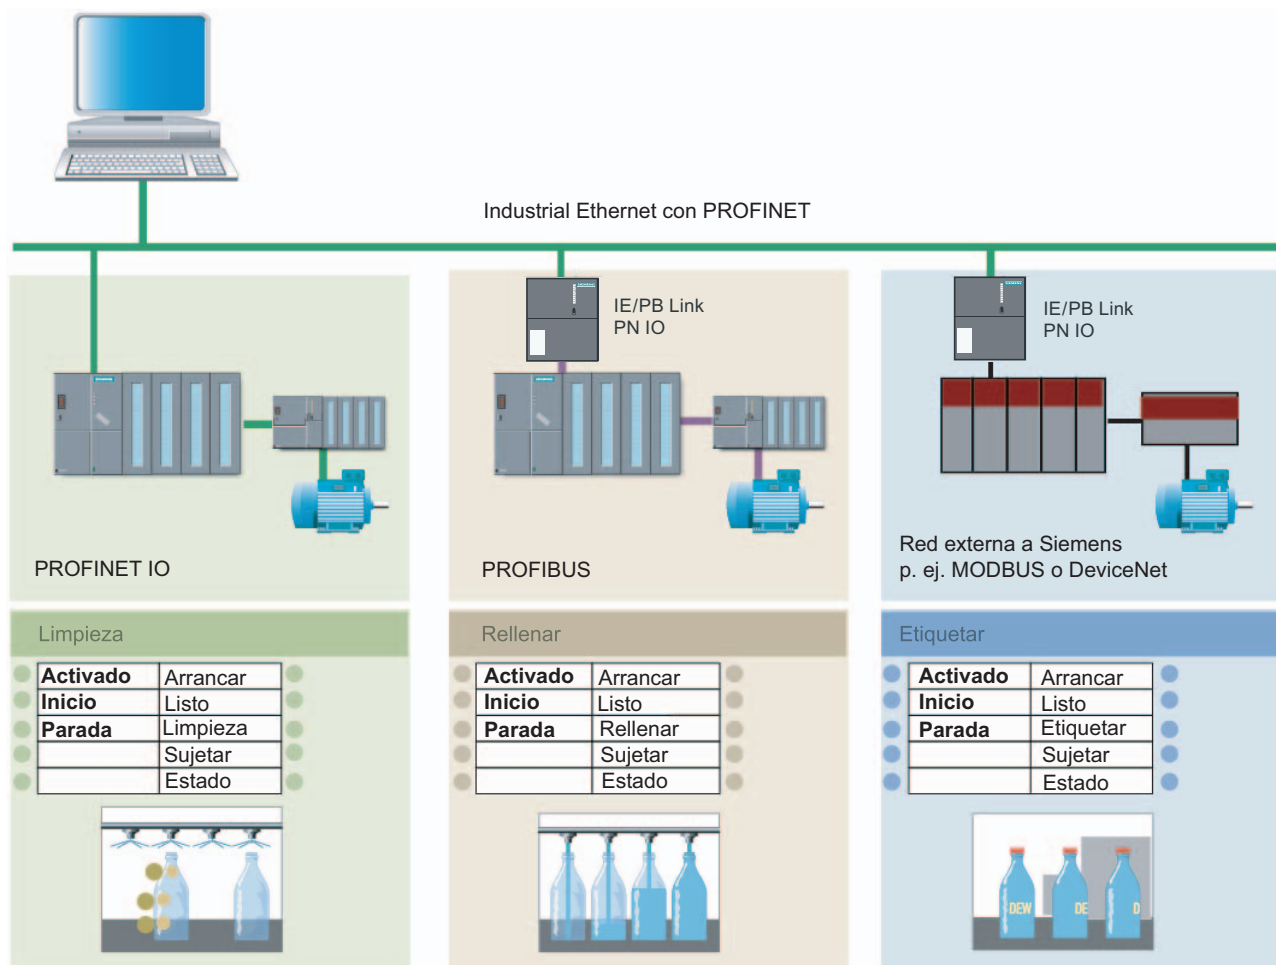 Industrial Ethernet con PROFINET
IE/PB Link
PN IO
IE/PB Link
PN IO
PROFINET IO
PROFIBUS
Red externa a Siemens
p. ej. MODBUS o DeviceNet
Limpieza
Activado Arrancar
Inicio Listo
Parada Limpieza
Sujetar
Estado
Rellenar
Activado Arrancar
Inicio Listo
Parada Rellenar
Sujetar
Estado
Etiquetar
Activado Arrancar
Inicio Listo
Parada Etiquetar
Sujetar
Estado
DEW
DE
D